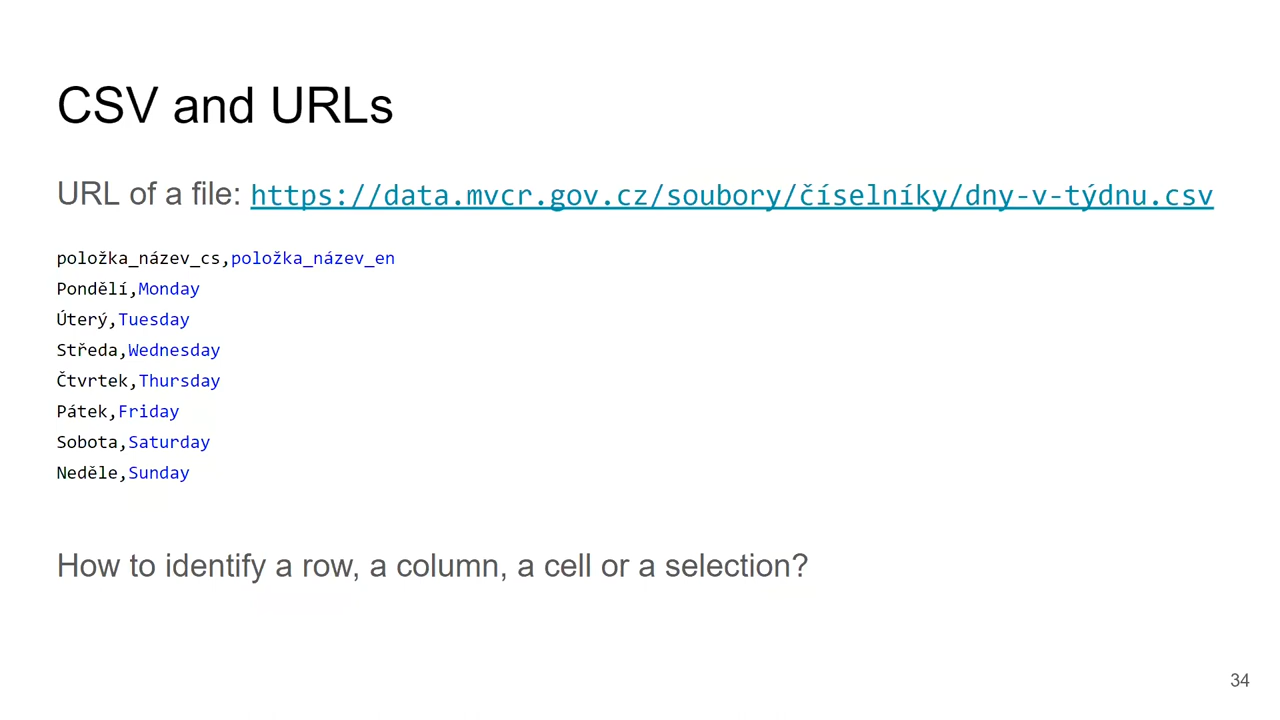 CSV and URLs
URL of a file: https://data.mvcr.gov.cz/soubory/číselníky/dny-v-týdnu.csv
položka_název_cs,položka_název_en
Pondělí,Monday
Úterý,Tuesday
Středa,Wednesday
Čtvrtek,Thursday
Pátek,Friday
Sobota,Saturday
Neděle,Sunday
How to identify a row, a column, a cell or a selection?
34